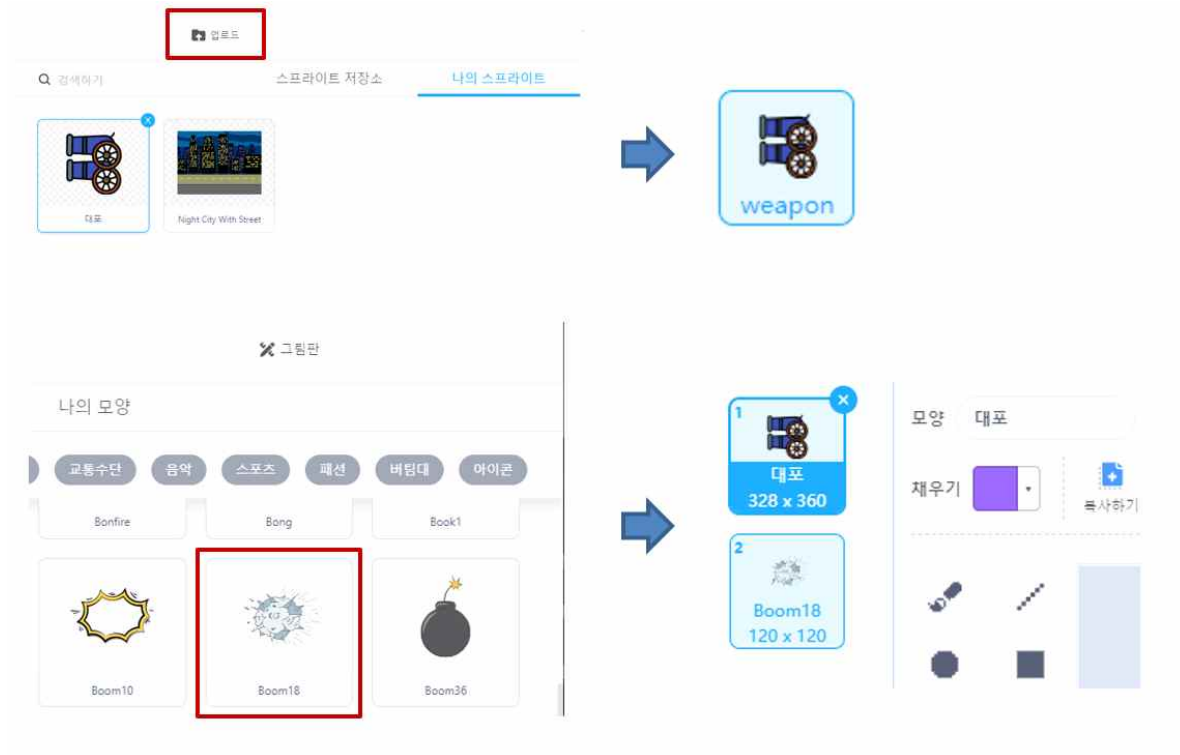 업로드
검색하기
스프라이트 저장소
나의 스프라이트
대포
Night City With Street
weapon
그림판
나의 모양
교통수단
음악
스포츠
패션
버팀대
아이콘
Bonfire
Bong
Book1
Boom10
Boom18
Boom36
1
대포
328 x 360
2
Boom18
120 x 120
모양
대포
채우기
복사하기